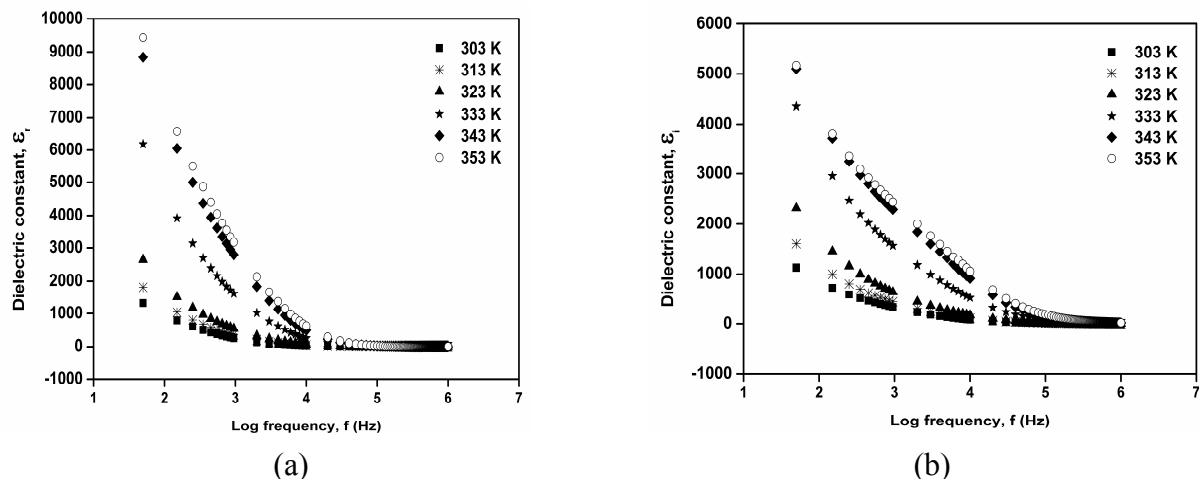 10000
9000
8000
7000
6000
5000
4000
3000
2000
1000
0
-1000
Dielectric constant, εr
303 K
313 K
323 K
333 K
343 K
353 K
1 2 3 4 5 6 7
Log frequency, f (Hz)
(a)
6000
5000
4000
3000
2000
1000
0
-1000
Dielectric constant, εi
303 K
313 K
323 K
333 K
343 K
353 K
1 2 3 4 5 6 7
Log frequency, f (Hz)
(b)